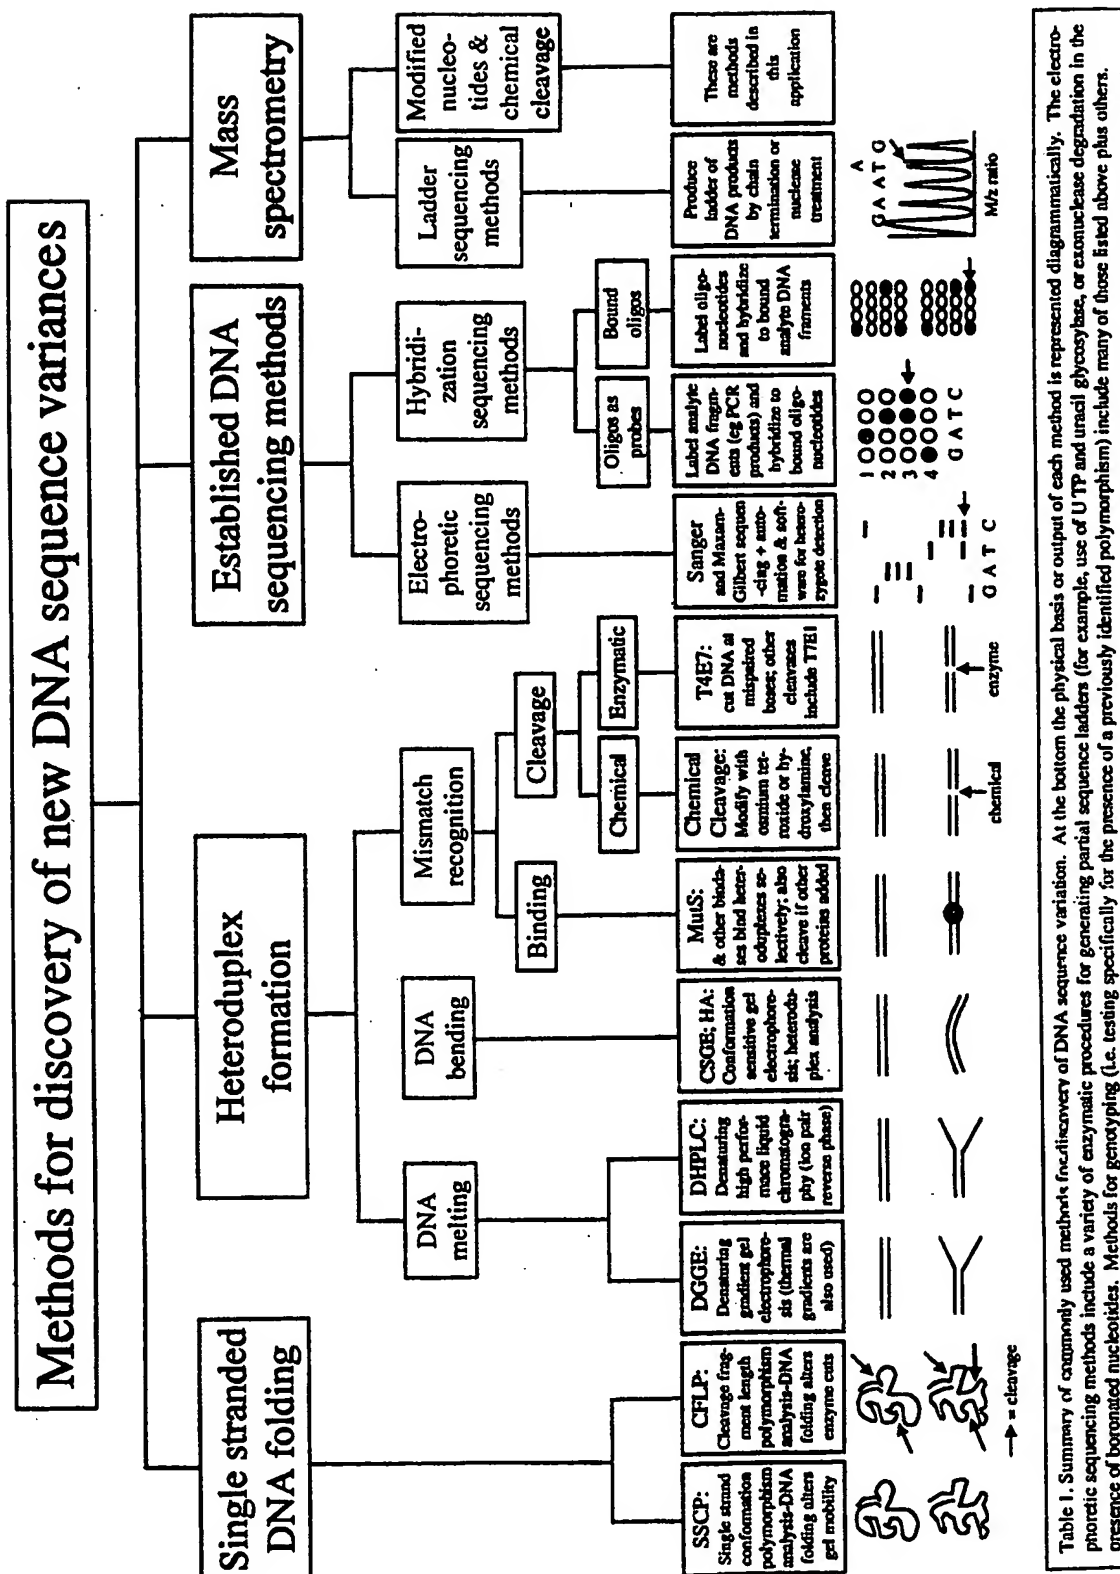 Methods for discovery of new DNA sequence variances
Single stranded
DNA folding
Heteroduplex
formation
Established DNA
sequencing methods
Mass
spectrometry
DNA
melting
DNA
bending
Mismatch
recognition
Electro-
phoretic
sequencing
methods
Hybridi-
zation
sequencing
methods
Ladder
sequencing
methods
Modified
nucleo-
tides &
chemical
cleavage
Binding
Cleavage
Chemical
Enzymatic
Oligos as
probes
Bound
oligos
SSCP:
Single strand
conformation
polymorphism
analysis-DNA
folding alters
gel mobility
CFLP:
Cleavage frag-
ment length
polymorphism
analysis-DNA
folding alters
enzyme cuts
DGGE:
Denaturing
gradient gel
electrophore-
sis (thermal
gradients are
also used)
DHPLC:
Denaturing
high perfor-
mace liquid
chromatogra-
phy (ion pair
reverse phase)
CSGE; HA:
Conformation
sensitive gel
electrophore-
sis; heterodu-
plex analysis
MutS:
& other binda-
ses bind heter-
oduplexes se-
lectively; also
cleave if other
proteins added
Chemical
Cleavage:
Modify with
osmium tet-
roxide or hy-
droxylamine,
then cleave
T4E7:
cut DNA at
mispaired
bases; other
cleavases
include T7E1
Sanger
and Maxam-
Gilbert sequen
-cing + auto-
mation & soft-
ware for hetero-
zygote detection
Label analyte
DNA fragm-
ents (eg PCR
products) and
hybridize to
bound oligo-
nucleotides
Label oligo-
nucleotides
and hybridize
to bound
analyte DNA
framents
Produce
ladder of
DNA products
by chain
termination or
nuclease
treatment
These are
methods
described in
this
application
= cleavage
chemical
enzyme
G A T C
1
2
3
4
G A T C
A
G A A T G
M/z ratio
Table 1. Summary of commonly used methods for discovery of DNA sequence variation. At the bottom the physical basis or output of each method is represented diagrammatically. The electro-
phoretic sequencing methods include a variety of enzymatic procedures for generating partial sequence ladders (for example, use of UTP and uracil glycosylase, or exonuclease degradation in the
presence of boronated nucleotides. Methods for genotyping (i.e. testing specifically for the presence of a previously identified polymorphism) include many of those listed above plus others.